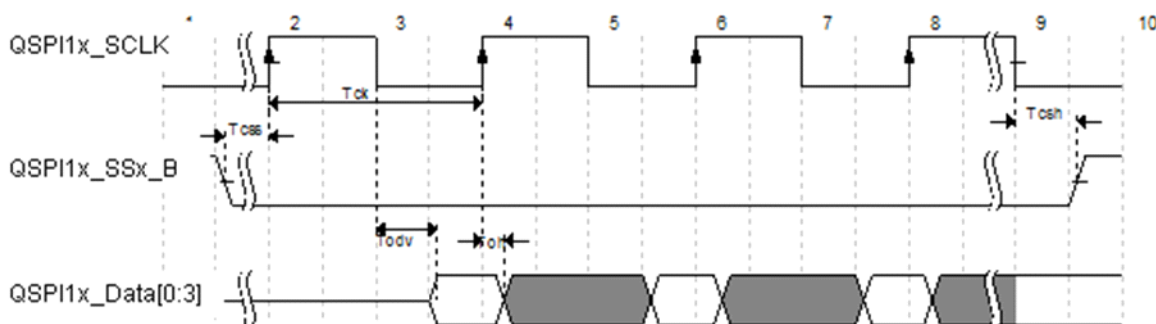 * 2 3 4 5 6 7 8 9 10
QSPI1x_SCLK
Tck
Tcss
Tcsh
QSPI1x_SSx_B
Todv
Toh
QSPI1x_Data[0:3]